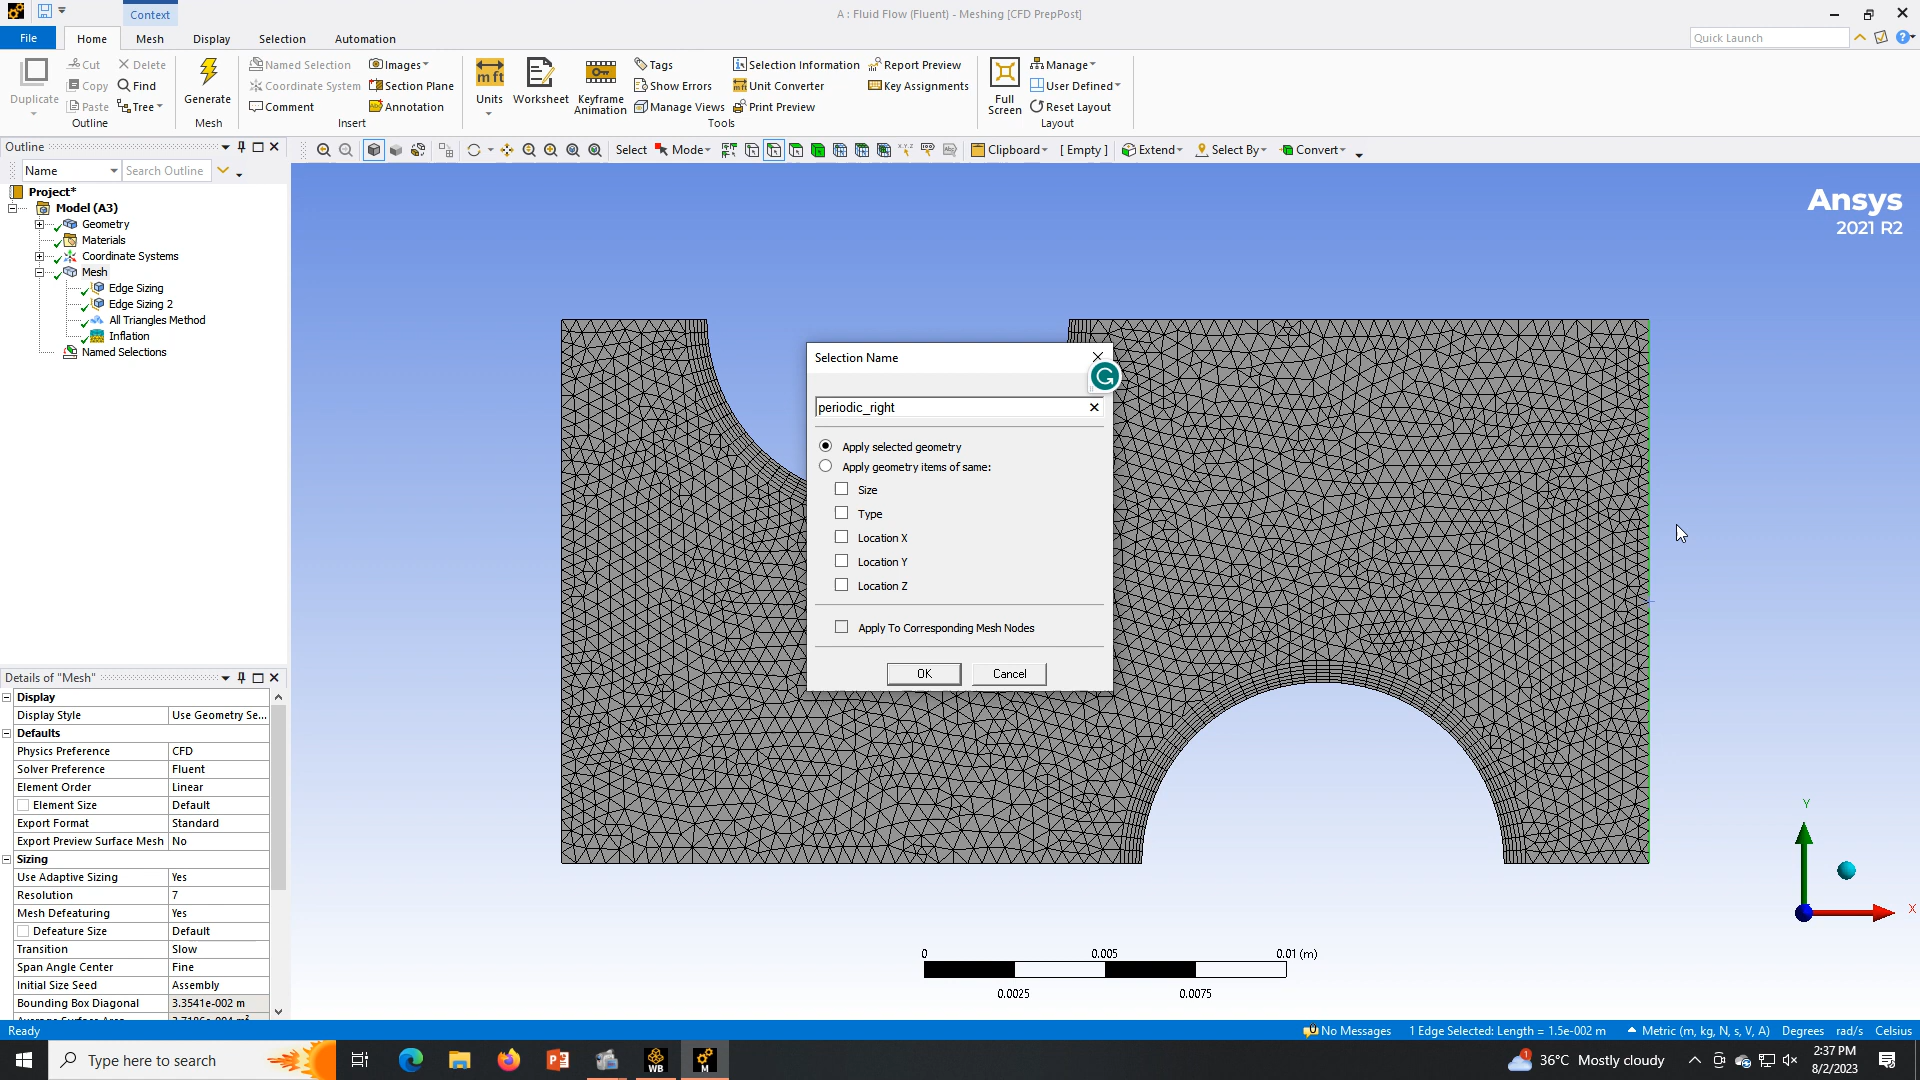 Context
A : Fluid Flow (Fluent) - Meshing [CFD PrepPost]
File
Home
Mesh
Display
Selection
Automation
Quick Launch
Duplicate
Cut
Copy
Paste
Delete
Find
Tree
Outline
Generate
Mesh
Named Selection
Coordinate System
Comment
Images
Section Plane
Annotation
Insert
Units
Worksheet
Keyframe
Animation
Tags
Show Errors
Manage Views
Selection Information
Unit Converter
Print Preview
Report Preview
Key Assignments
Tools
Full
Screen
Manage
User Defined
Reset Layout
Layout
Outline
Select
Mode
Clipboard
[ Empty ]
Extend
Select By
Convert
Name
Search Outline
Project*
Model (A3)
Geometry
Materials
Coordinate Systems
Mesh
Edge Sizing
Edge Sizing 2
All Triangles Method
Inflation
Named Selections
Ansys
2021 R2
Selection Name
periodic_right
Apply selected geometry
Apply geometry items of same:
Size
Type
Location X
Location Y
Location Z
Apply To Corresponding Mesh Nodes
OK
Cancel
Details of "Mesh"
Display
Display Style Use Geometry Se...
Defaults
Physics Preference CFD
Solver Preference Fluent
Element Order Linear
Element Size Default
Export Format Standard
Export Preview Surface Mesh No
Sizing
Use Adaptive Sizing Yes
Resolution 7
Mesh Defeaturing Yes
Defeature Size Default
Transition Slow
Span Angle Center Fine
Initial Size Seed Assembly
Bounding Box Diagonal 3.3541e-002 m
Y
X
0 0.005 0.01 (m)
0.0025 0.0075
Ready
No Messages
1 Edge Selected: Length = 1.5e-002 m
Metric (m, kg, N, s, V, A)
Degrees
rad/s
Celsius
Type here to search
WB
M
36°C Mostly cloudy
2:37 PM
8/2/2023